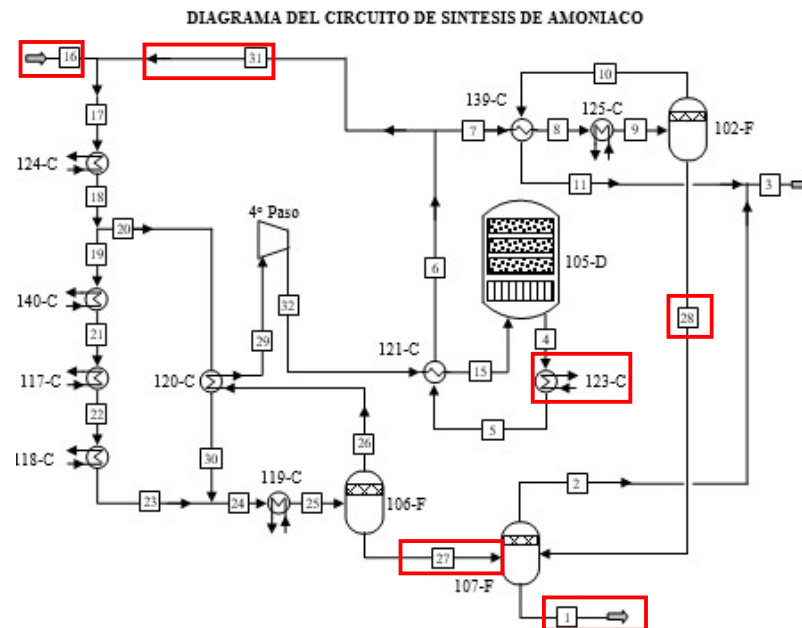 DIAGRAMA DEL CIRCUITO DE SINTESIS DE AMONIACO
16
31
10
139-C
125-C
17
7
8
9
102-F
124-C
11
3
18
4º Paso
20
19
105-D
6
140-C
32
28
21
29
121-C
4
15
117-C
120-C
123-C
22
5
26
118-C
30
119-C
2
23
24
25
106-F
27
107-F
1